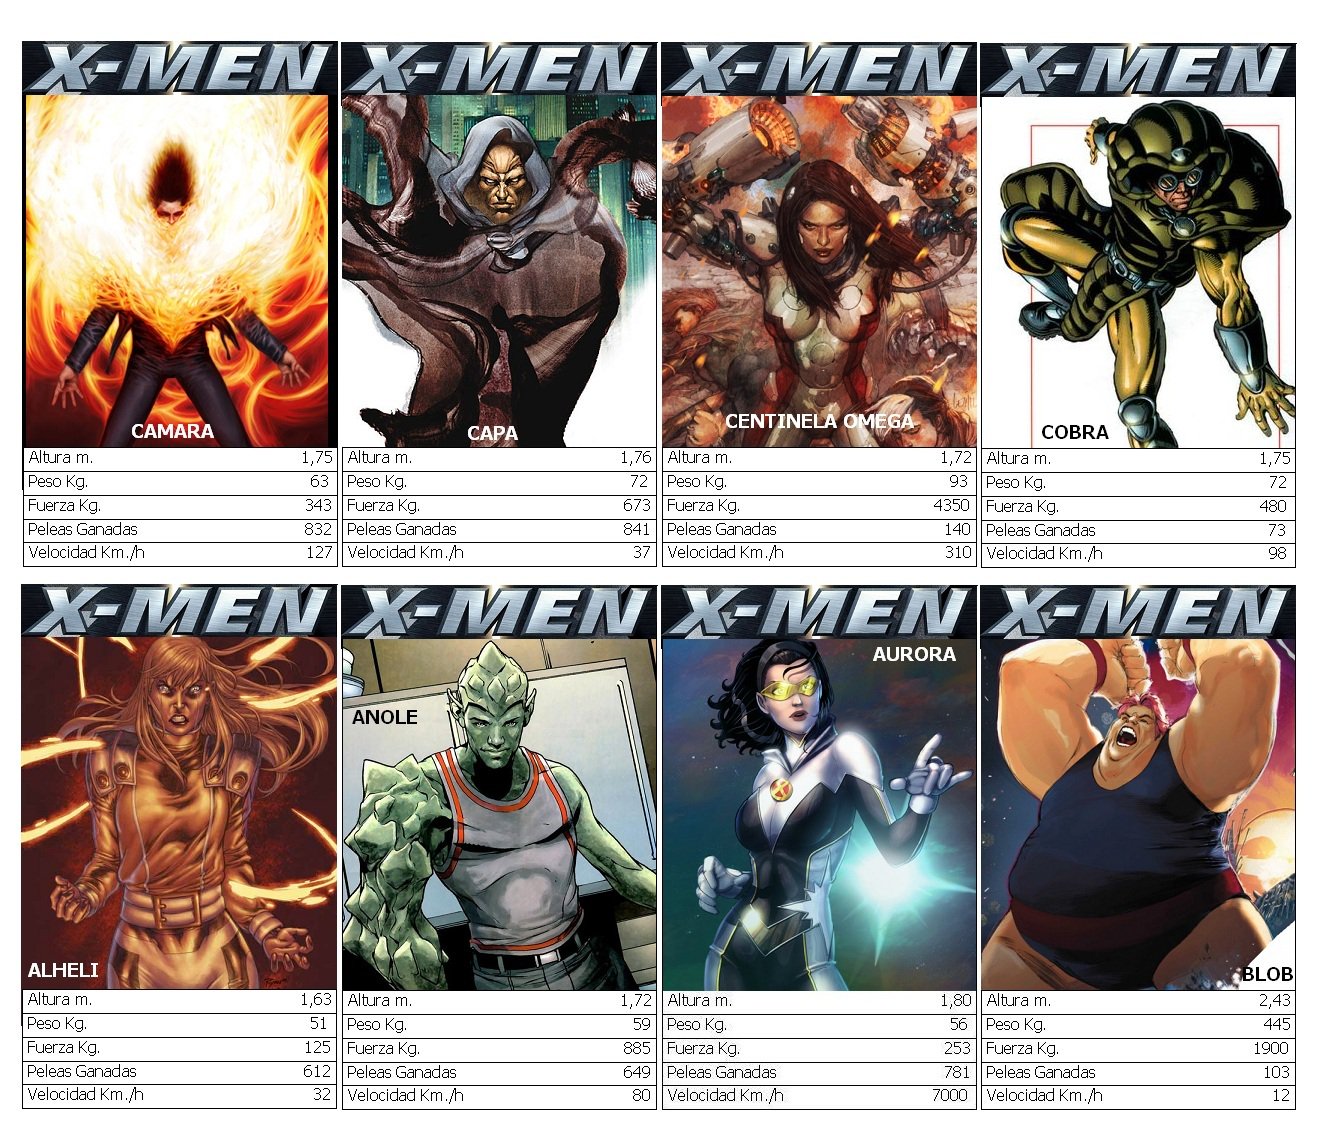 X-MEN X-MEN X-MEN X-MEN
CAMARA
CAPA
CENTINELA OMEGA
COBRA
Altura m. 1,75
Peso Kg. 63
Fuerza Kg. 343
Peleas Ganadas 832
Velocidad Km./h 127
Altura m. 1,76
Peso Kg. 72
Fuerza Kg. 673
Peleas Ganadas 841
Velocidad Km./h 37
Altura m. 1,72
Peso Kg. 93
Fuerza Kg. 4350
Peleas Ganadas 140
Velocidad Km./h 310
Altura m. 1,75
Peso Kg. 72
Fuerza Kg. 480
Peleas Ganadas 73
Velocidad Km./h 98
X-MEN X-MEN X-MEN X-MEN
ALHELI
ANOLE
AURORA
BLOB
Altura m. 1,63
Peso Kg. 51
Fuerza Kg. 125
Peleas Ganadas 612
Velocidad Km./h 32
Altura m. 1,72
Peso Kg. 59
Fuerza Kg. 885
Peleas Ganadas 649
Velocidad Km./h 80
Altura m. 1,80
Peso Kg. 56
Fuerza Kg. 253
Peleas Ganadas 781
Velocidad Km./h 7000
Altura m. 2,43
Peso Kg. 445
Fuerza Kg. 1900
Peleas Ganadas 103
Velocidad Km./h 12